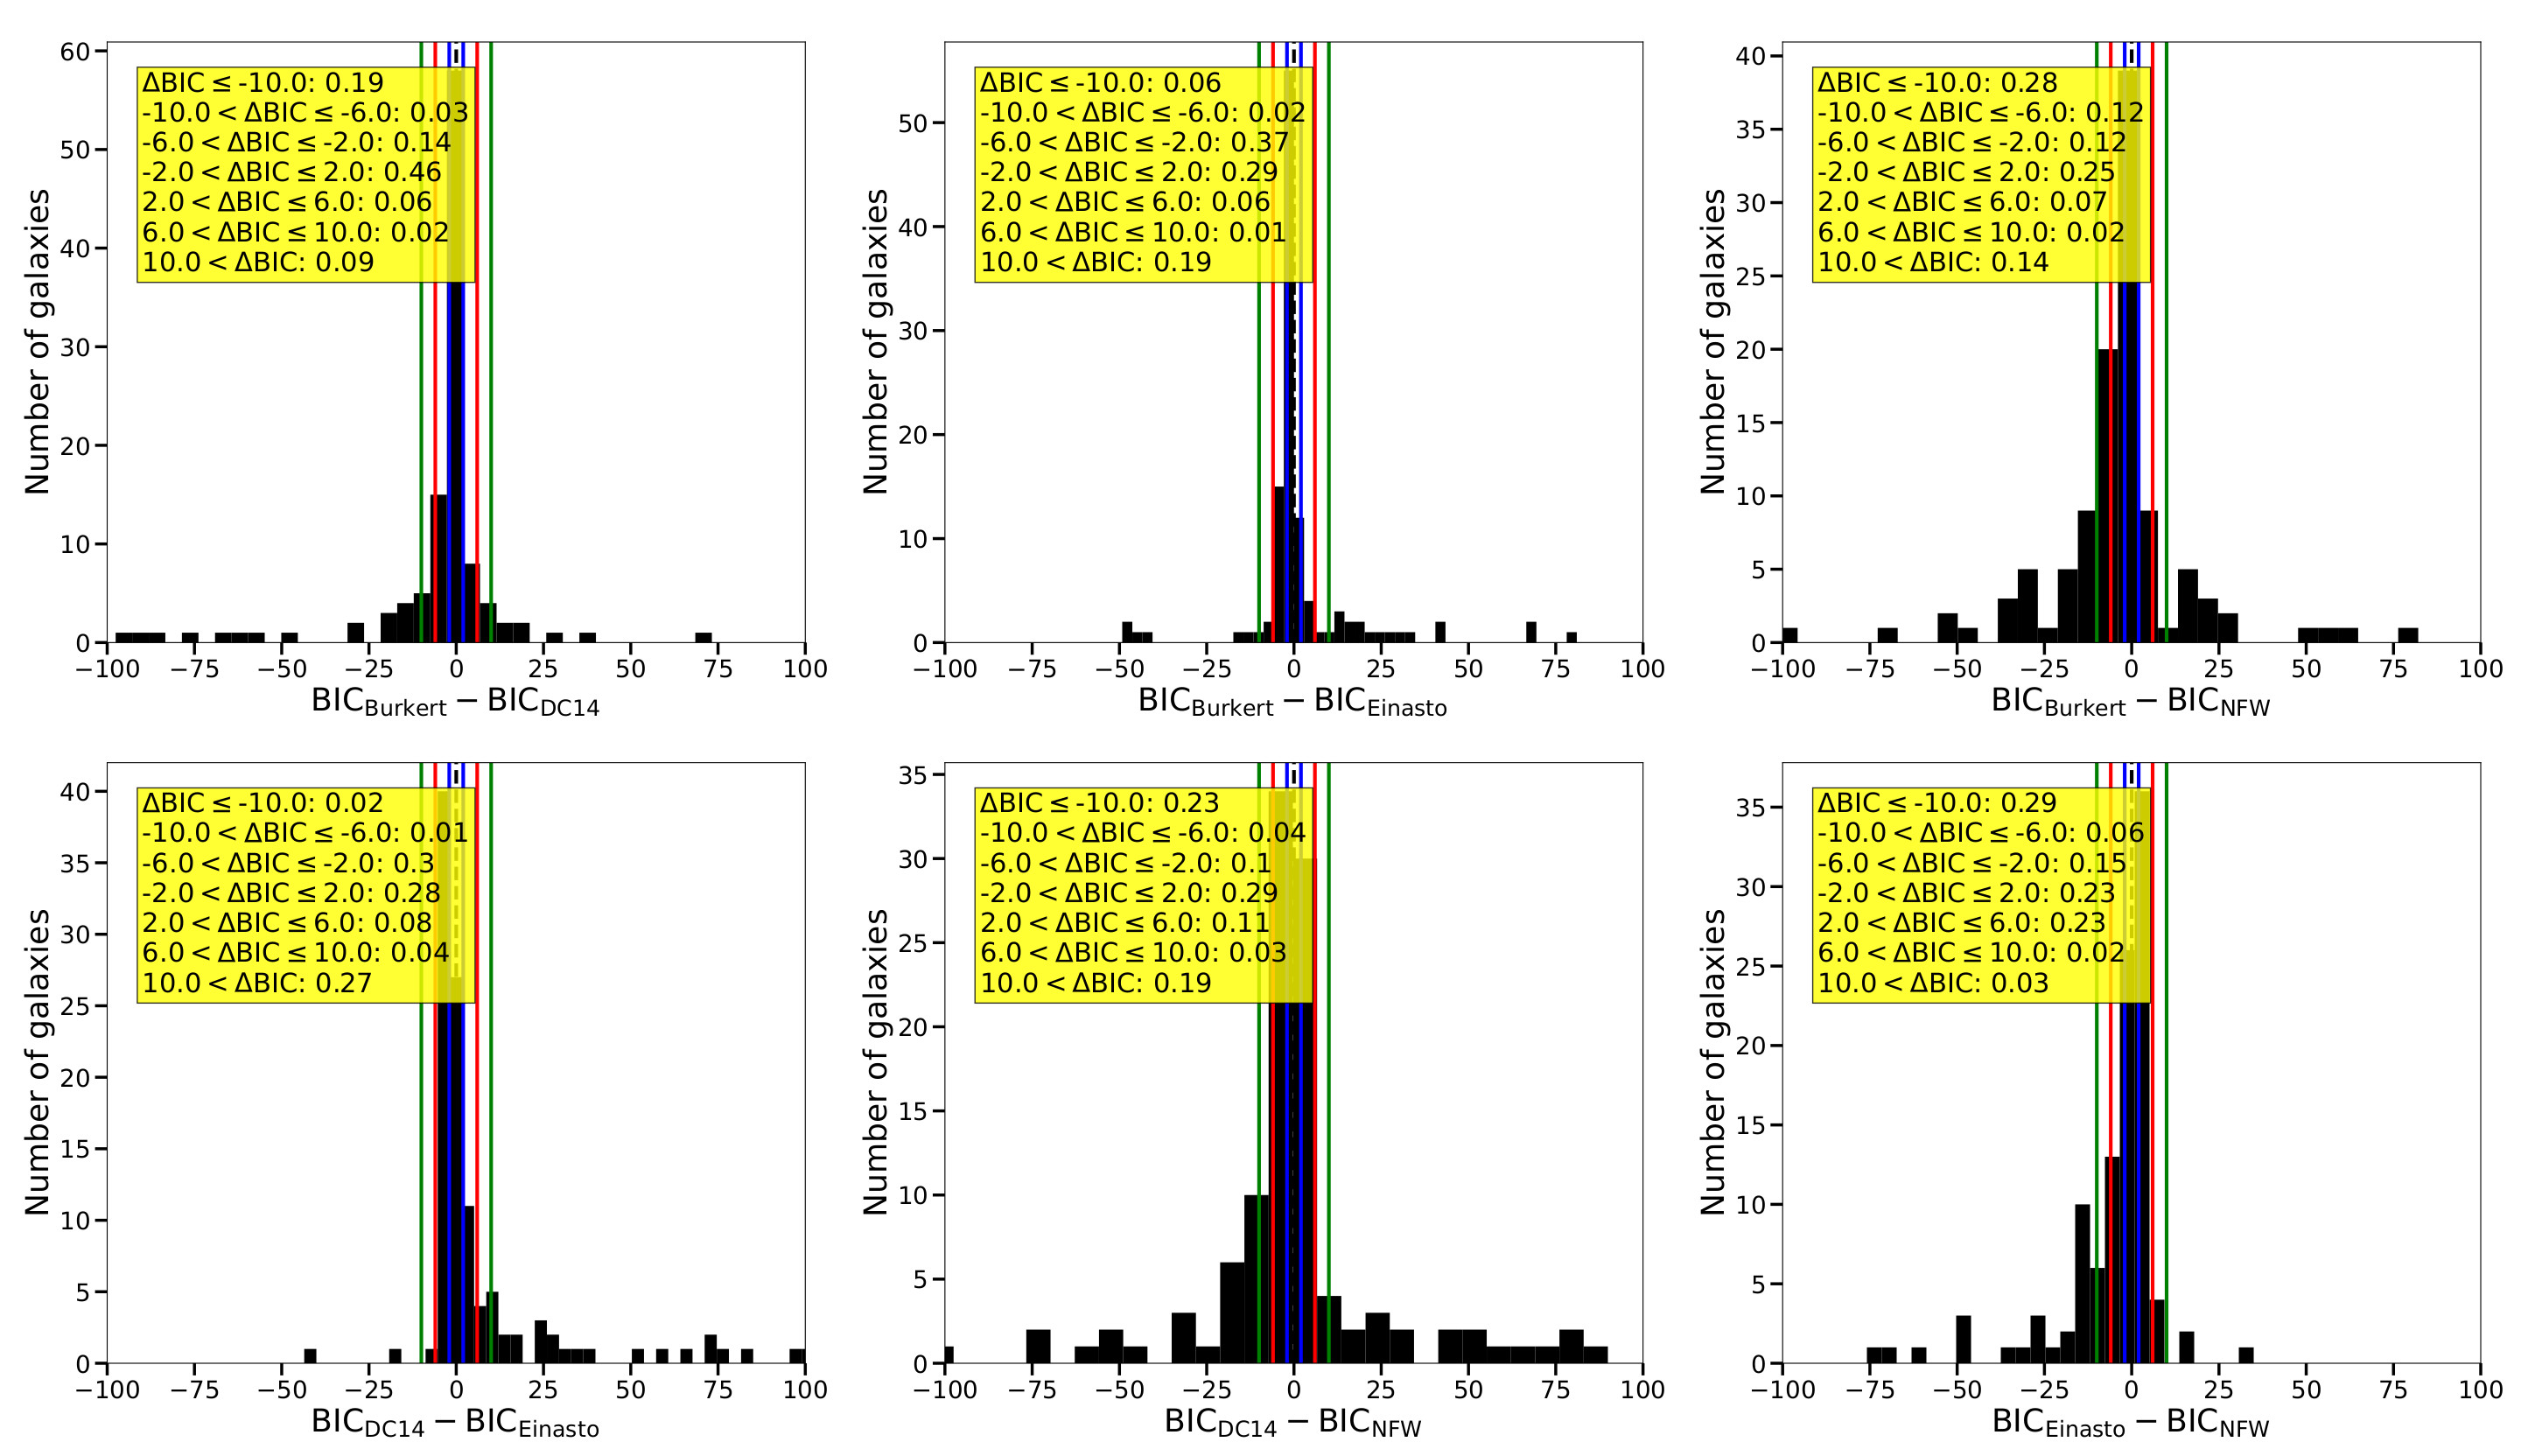 60
50
40
30
20
10
0
Number of galaxies
ΔBIC ≤ -10.0: 0.19
-10.0 < ΔBIC ≤ -6.0: 0.03
-6.0 < ΔBIC ≤ -2.0: 0.14
-2.0 < ΔBIC ≤ 2.0: 0.46
2.0 < ΔBIC ≤ 6.0: 0.06
6.0 < ΔBIC ≤ 10.0: 0.02
10.0 < ΔBIC: 0.09
−100 −75 −50 −25 0 25 50 75 100
BIC_Burkert − BIC_DC14
50
40
30
20
10
0
Number of galaxies
ΔBIC ≤ -10.0: 0.06
-10.0 < ΔBIC ≤ -6.0: 0.02
-6.0 < ΔBIC ≤ -2.0: 0.37
-2.0 < ΔBIC ≤ 2.0: 0.29
2.0 < ΔBIC ≤ 6.0: 0.06
6.0 < ΔBIC ≤ 10.0: 0.01
10.0 < ΔBIC: 0.19
−100 −75 −50 −25 0 25 50 75 100
BIC_Burkert − BIC_Einasto
40
35
30
25
20
15
10
5
0
Number of galaxies
ΔBIC ≤ -10.0: 0.28
-10.0 < ΔBIC ≤ -6.0: 0.12
-6.0 < ΔBIC ≤ -2.0: 0.12
-2.0 < ΔBIC ≤ 2.0: 0.25
2.0 < ΔBIC ≤ 6.0: 0.07
6.0 < ΔBIC ≤ 10.0: 0.02
10.0 < ΔBIC: 0.14
−100 −75 −50 −25 0 25 50 75 100
BIC_Burkert − BIC_NFW
40
35
30
25
20
15
10
5
0
Number of galaxies
ΔBIC ≤ -10.0: 0.02
-10.0 < ΔBIC ≤ -6.0: 0.01
-6.0 < ΔBIC ≤ -2.0: 0.3
-2.0 < ΔBIC ≤ 2.0: 0.28
2.0 < ΔBIC ≤ 6.0: 0.08
6.0 < ΔBIC ≤ 10.0: 0.04
10.0 < ΔBIC: 0.27
−100 −75 −50 −25 0 25 50 75 100
BIC_DC14 − BIC_Einasto
35
30
25
20
15
10
5
0
Number of galaxies
ΔBIC ≤ -10.0: 0.23
-10.0 < ΔBIC ≤ -6.0: 0.04
-6.0 < ΔBIC ≤ -2.0: 0.1
-2.0 < ΔBIC ≤ 2.0: 0.29
2.0 < ΔBIC ≤ 6.0: 0.11
6.0 < ΔBIC ≤ 10.0: 0.03
10.0 < ΔBIC: 0.19
−100 −75 −50 −25 0 25 50 75 100
BIC_DC14 − BIC_NFW
35
30
25
20
15
10
5
0
Number of galaxies
ΔBIC ≤ -10.0: 0.29
-10.0 < ΔBIC ≤ -6.0: 0.06
-6.0 < ΔBIC ≤ -2.0: 0.15
-2.0 < ΔBIC ≤ 2.0: 0.23
2.0 < ΔBIC ≤ 6.0: 0.23
6.0 < ΔBIC ≤ 10.0: 0.02
10.0 < ΔBIC: 0.03
−100 −75 −50 −25 0 25 50 75 100
BIC_Einasto − BIC_NFW